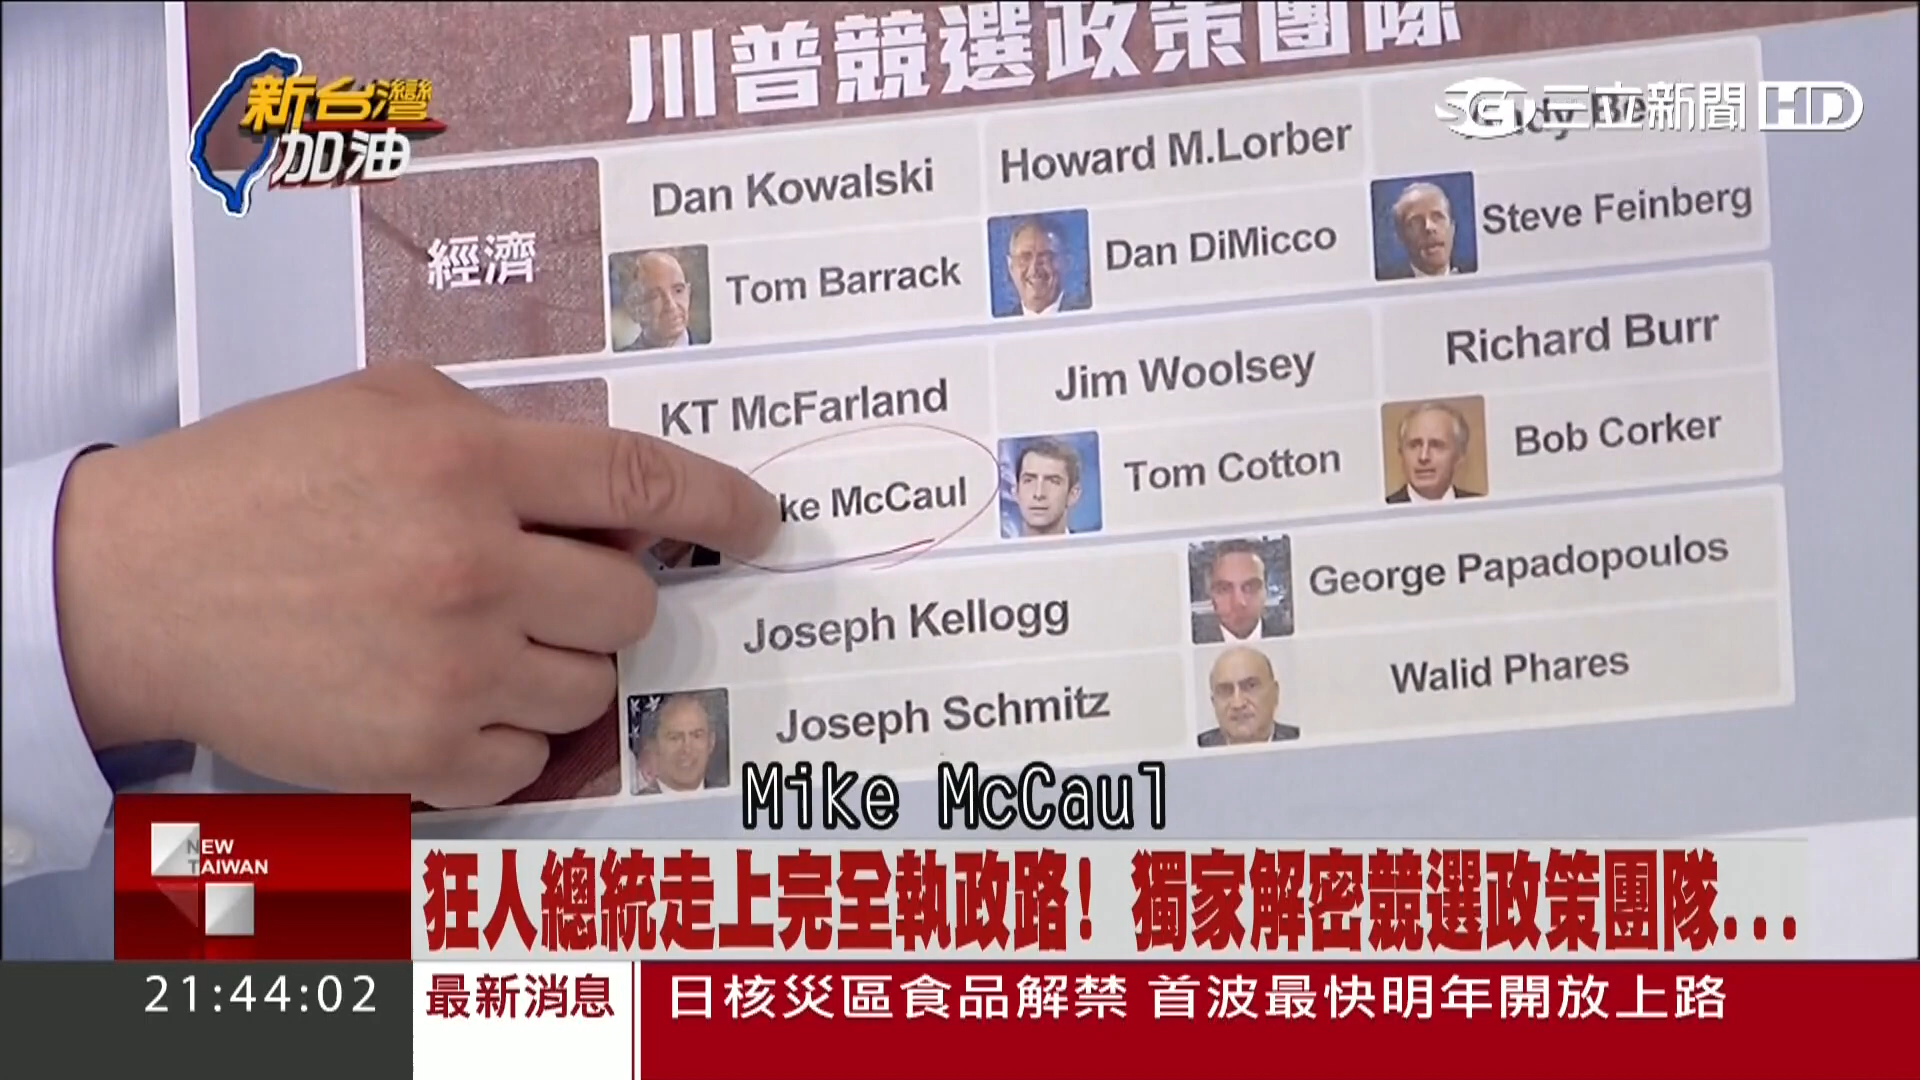 川普競選政策團隊
新台灣
加油
三立新聞HD
經濟
Dan Kowalski
Howard M.Lorber
Tom Barrack
Dan DiMicco
Steve Feinberg
KT McFarland
Jim Woolsey
Richard Burr
ke McCaul
Tom Cotton
Bob Corker
Joseph Kellogg
George Papadopoulos
Joseph Schmitz
Walid Phares
Mike McCaul
NEW
TAIWAN
狂人總統走上完全執政路! 獨家解密競選政策團隊...
21:44:02
最新消息
日核災區食品解禁 首波最快明年開放上路